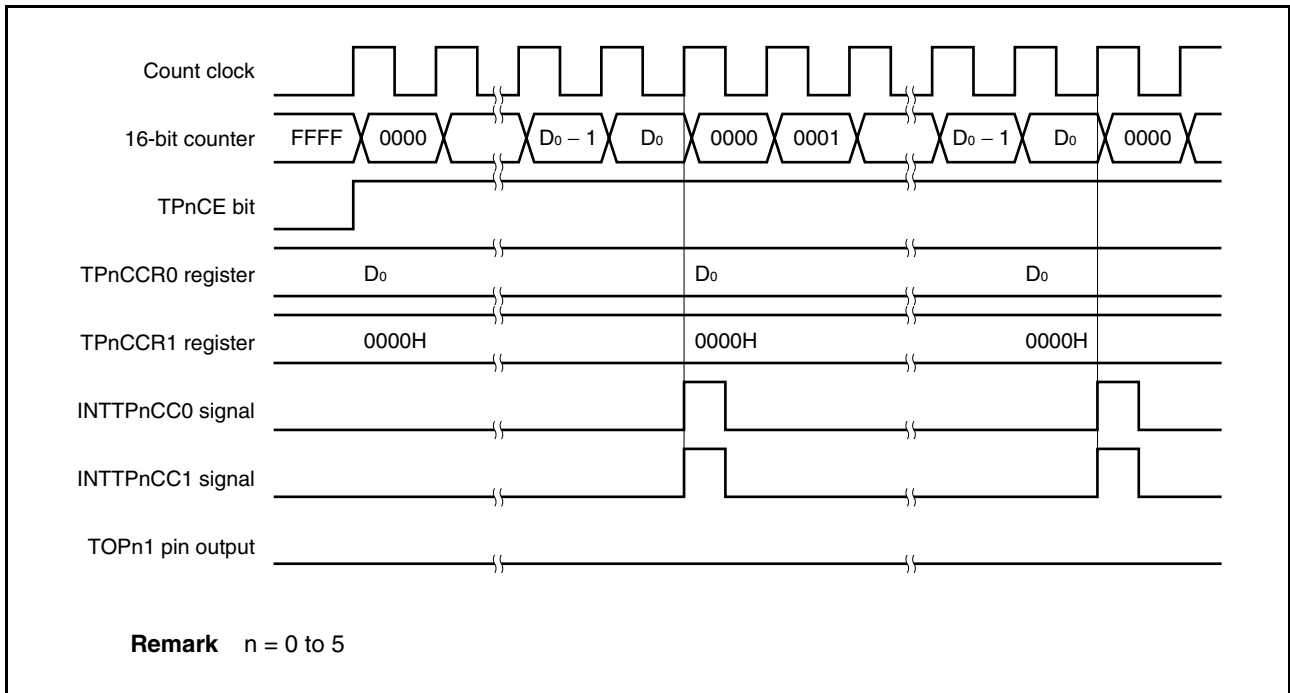 Count clock
16-bit counter FFFF 0000 D0 − 1 D0 0000 0001 D0 − 1 D0 0000
TPnCE bit
TPnCCR0 register D0 D0 D0
TPnCCR1 register 0000H 0000H 0000H
INTTPnCC0 signal
INTTPnCC1 signal
TOPn1 pin output
Remark n = 0 to 5